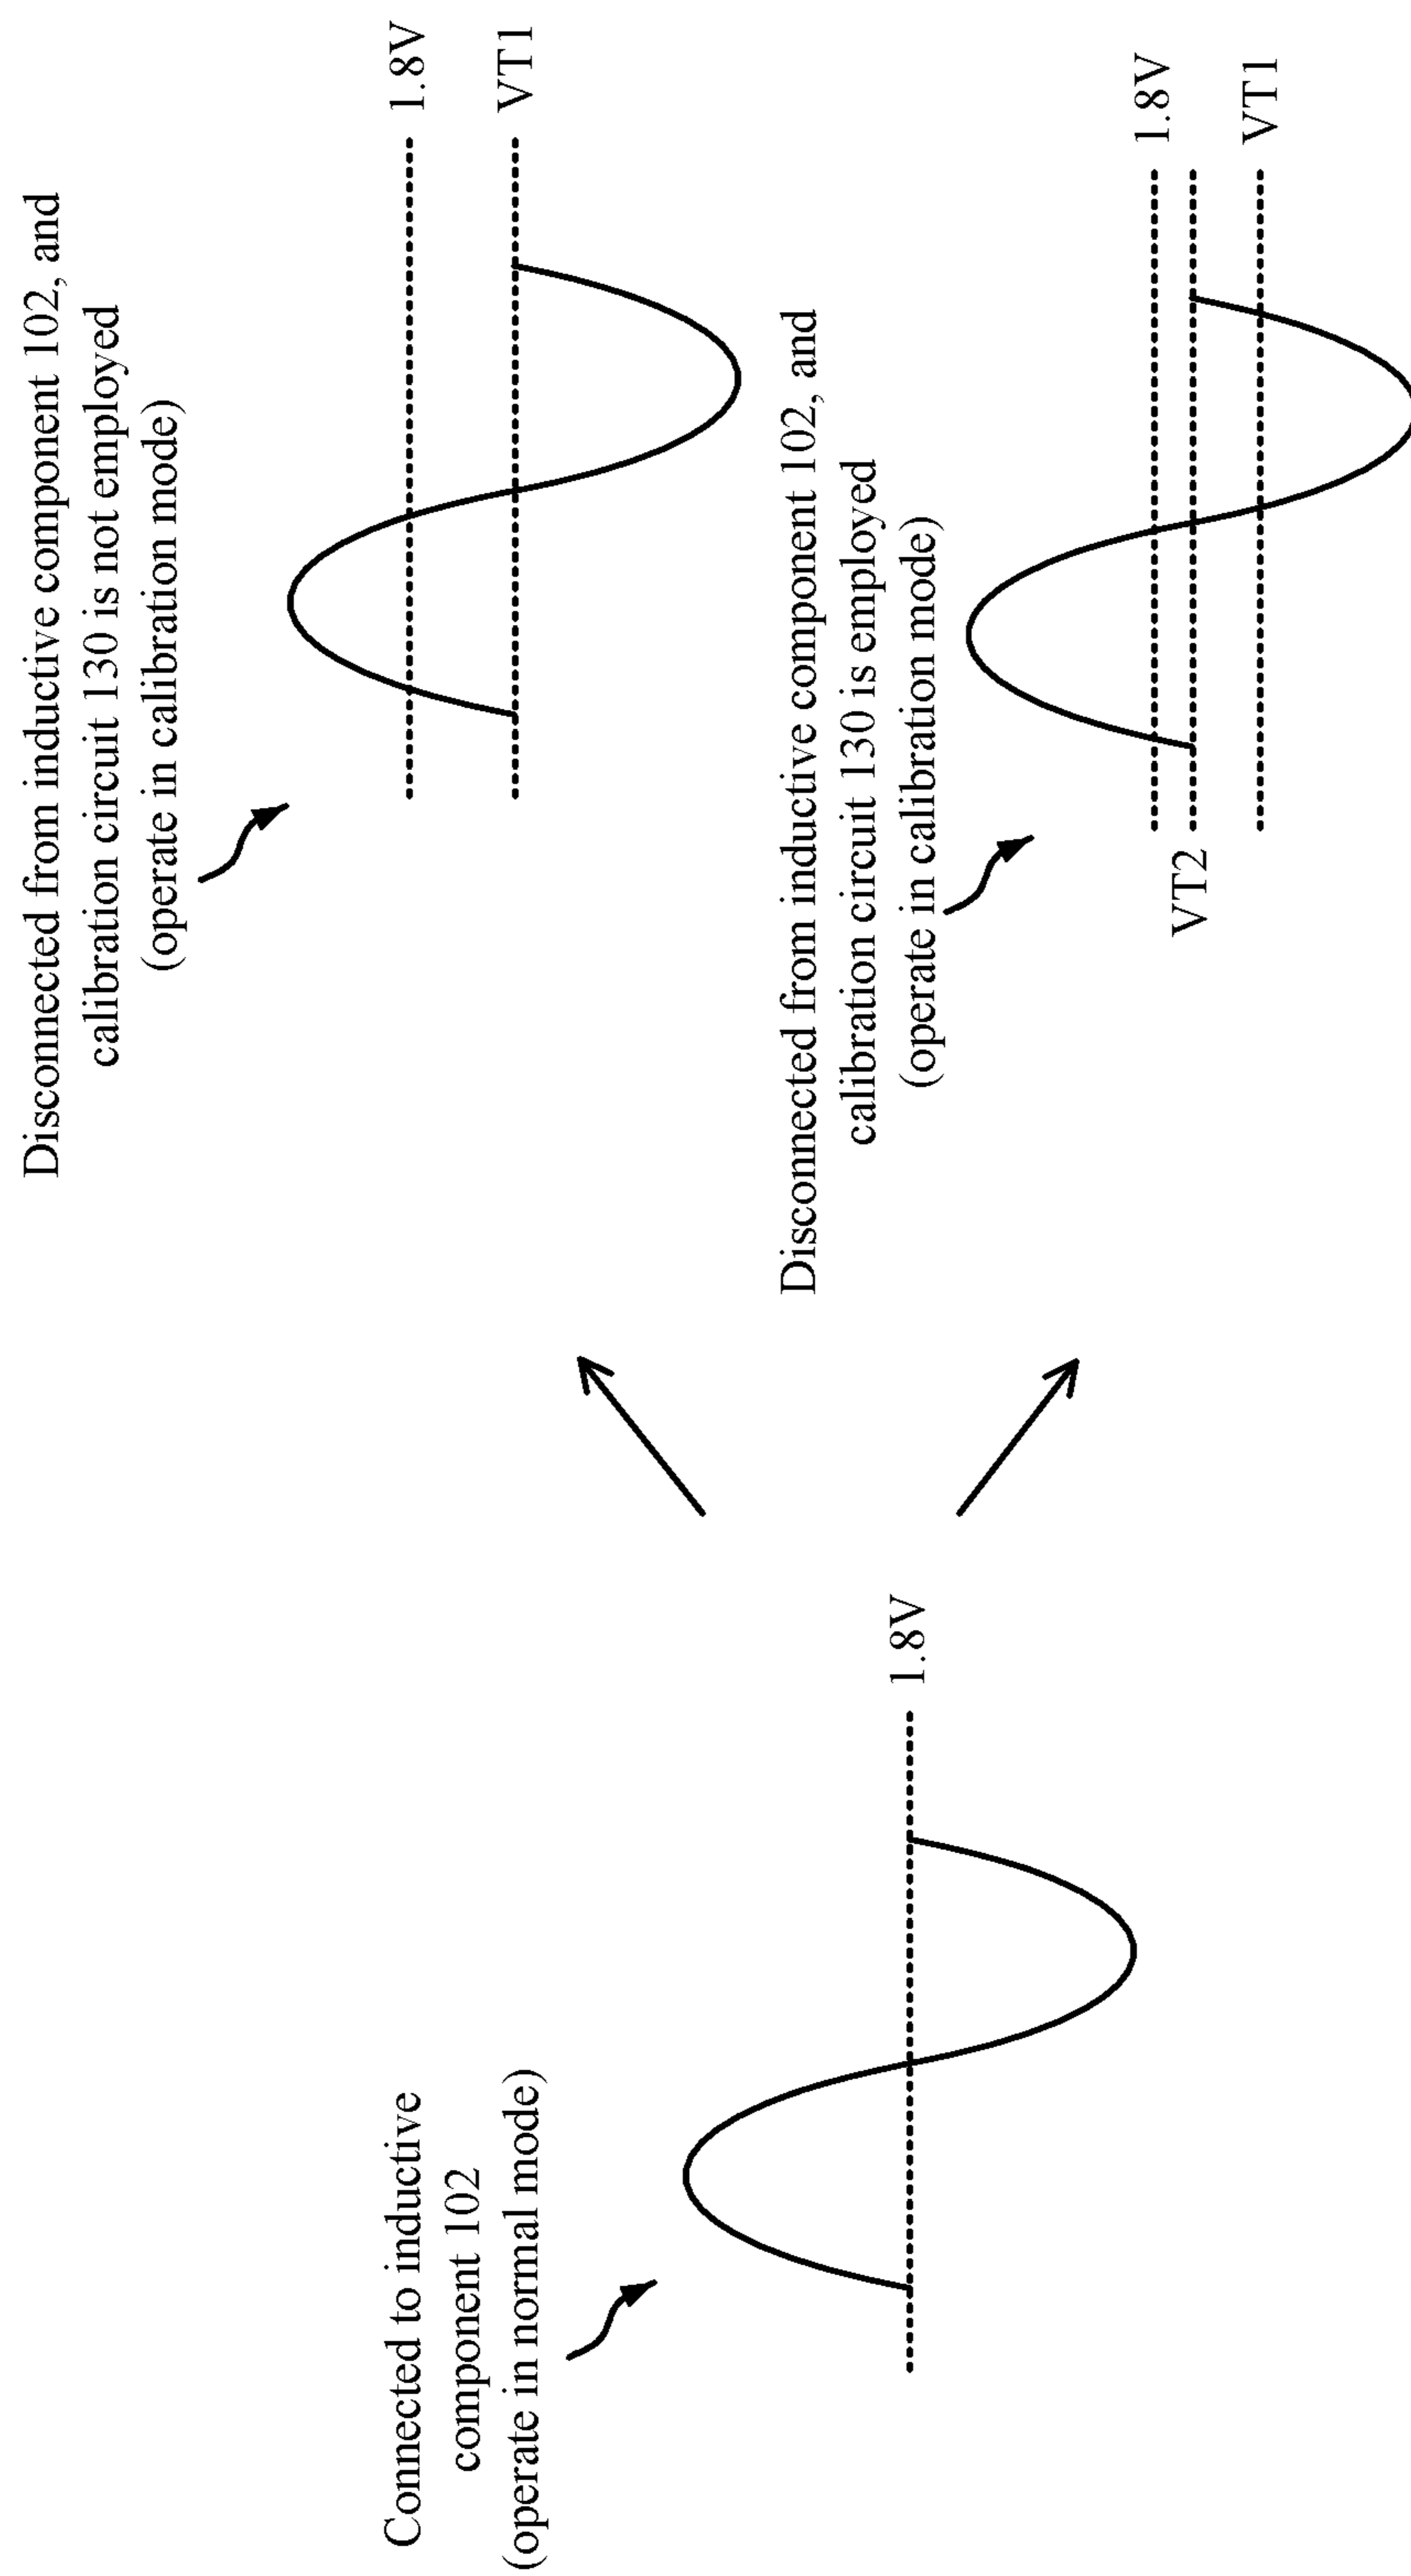 Connected to inductive
component 102
(operate in normal mode)
1.8V
Disconnected from inductive component 102, and
calibration circuit 130 is not employed
(operate in calibration mode)
1.8V
VT1
Disconnected from inductive component 102, and
calibration circuit 130 is employed
(operate in calibration mode)
1.8V
VT2
VT1